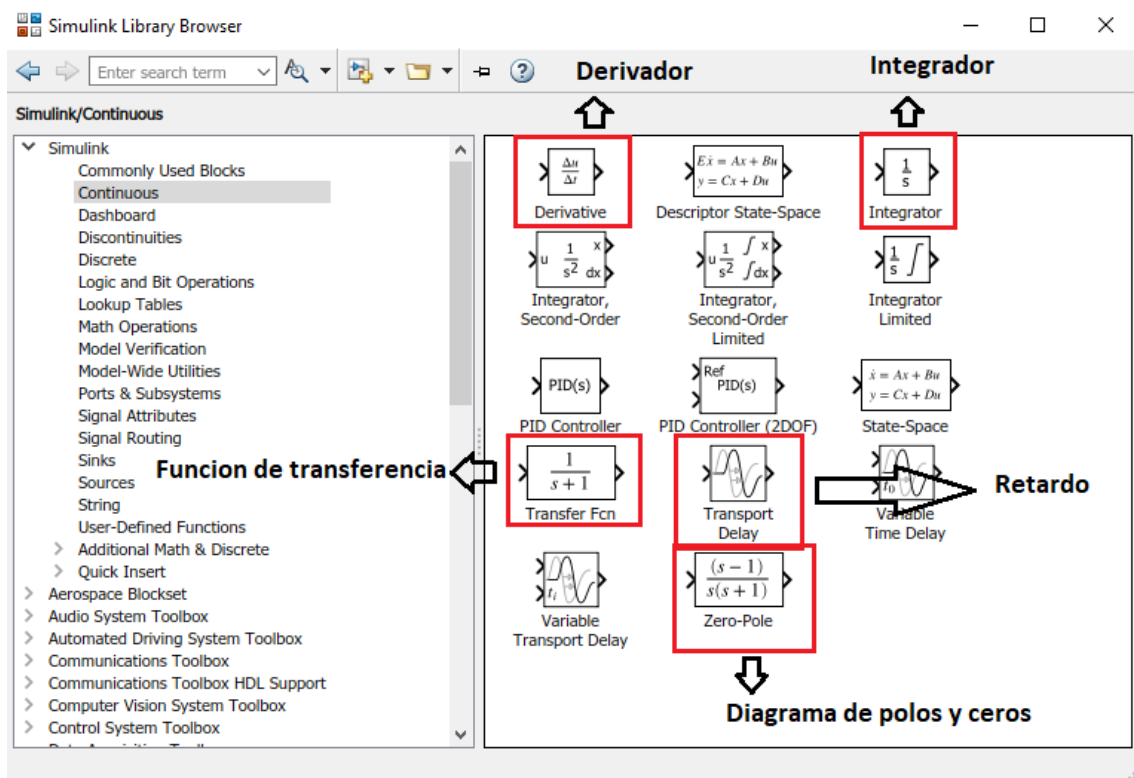 Simulink Library Browser
Enter search term
Derivador
Integrador
Simulink/Continuous
Simulink
Commonly Used Blocks
Continuous
Dashboard
Discontinuities
Discrete
Logic and Bit Operations
Lookup Tables
Math Operations
Model Verification
Model-Wide Utilities
Ports & Subsystems
Signal Attributes
Signal Routing
Sinks
Sources
String
User-Defined Functions
Additional Math & Discrete
Quick Insert
Aerospace Blockset
Audio System Toolbox
Automated Driving System Toolbox
Communications Toolbox
Communications Toolbox HDL Support
Computer Vision System Toolbox
Control System Toolbox
Δu
Δt
Derivative
Eẋ = Ax + Bu
y = Cx + Du
Descriptor State-Space
1
s
Integrator
u 1 x
s² dx
Integrator,
Second-Order
u 1 ∫ x
s² ∫dx
Integrator,
Second-Order
Limited
1 ∫
s
Integrator
Limited
PID(s)
PID Controller
Ref
PID(s)
PID Controller (2DOF)
ẋ = Ax + Bu
y = Cx + Du
State-Space
Funcion de transferencia
1
s + 1
Transfer Fcn
Transport
Delay
t₀
Variable
Time Delay
Retardo
tᵢ
Variable
Transport Delay
(s − 1)
s(s + 1)
Zero-Pole
Diagrama de polos y ceros